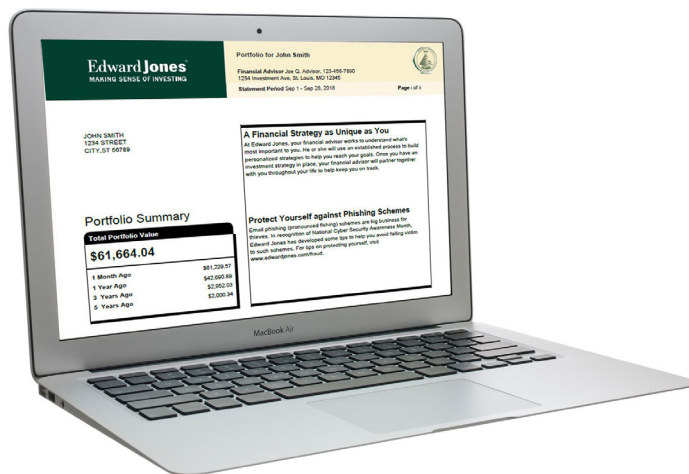 Edward Jones
MAKING SENSE OF INVESTING
Portfolio for John Smith
Financial Advisor Joe Q. Advisor, 123-456-7890
1234 Investment Ave, St. Louis, MO 12345
Statement Period Sep 1 - Sep 28, 2018
Page 1 of 6
JOHN SMITH
1234 STREET
CITY,ST 56789
A Financial Strategy as Unique as You
At Edward Jones, your financial advisor works to understand what's
most important to you. He or she will use an established process to build
personalized strategies to help you reach your goals. Once you have an
investment strategy in place, your financial advisor will partner together
with you throughout your life to help keep you on track.
Portfolio Summary
Total Portfolio Value
$61,664.04
1 Month Ago $61,229.57
1 Year Ago $42,690.89
3 Years Ago $2,952.03
5 Years Ago $2,000.34
Protect Yourself against Phishing Schemes
Email phishing (pronounced fishing) schemes are big business for
thieves. In recognition of National Cyber Security Awareness Month,
Edward Jones has developed some tips to help you avoid falling victim
to such schemes. For tips on protecting yourself, visit
www.edwardjones.com/fraud.
MacBook Air